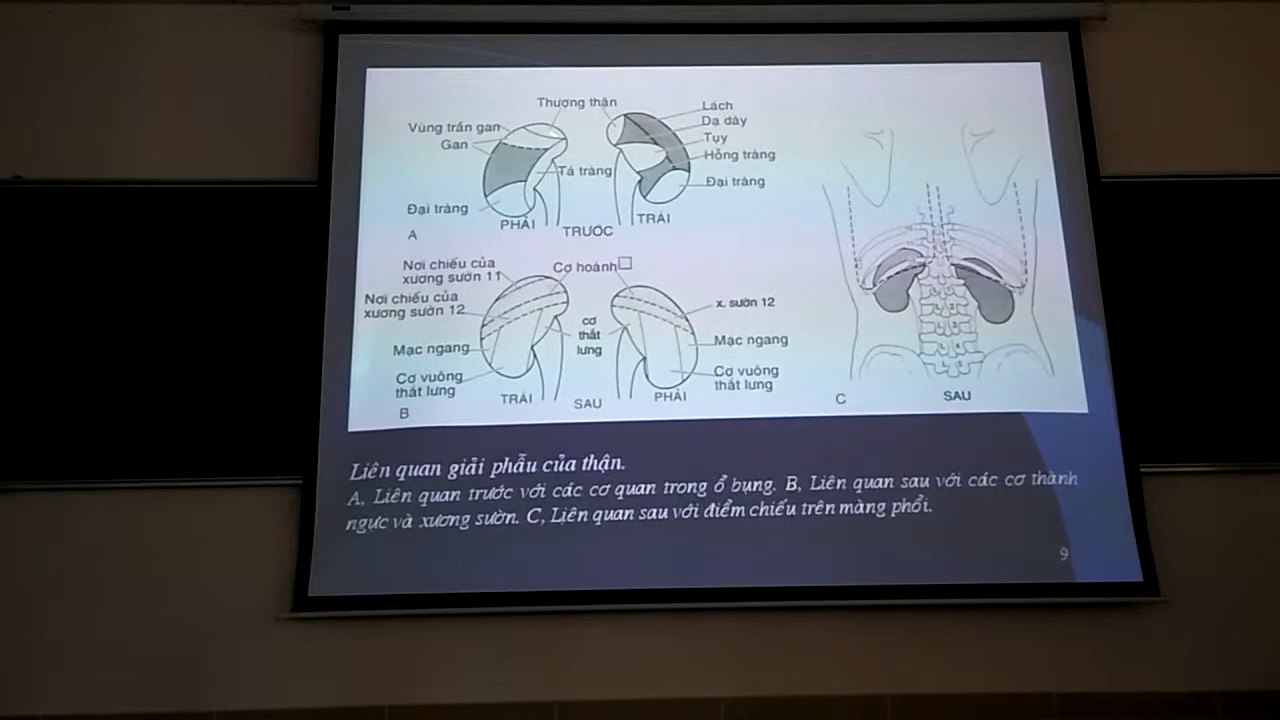 Thượng thận
Lách
Dạ dày
Vùng trần gan
Tụy
Gan
Hỗng tràng
Tá tràng
Đại tràng
Đại tràng
PHẢI
TRÁI
A
TRƯỚC
Nơi chiếu của
xương sườn 11
Cơ hoành
Nơi chiếu của
xương sườn 12
x. sườn 12
cơ
thắt
lưng
Mạc ngang
Mạc ngang
Cơ vuông
thắt lưng
Cơ vuông
thắt lưng
TRÁI
SAU
PHẢI
B
C
SAU
Liên quan giải phẫu của thận.
A, Liên quan trước với các cơ quan trong ổ bụng. B, Liên quan sau với các cơ thành
ngực và xương sườn. C, Liên quan sau với điểm chiếu trên màng phổi.
9